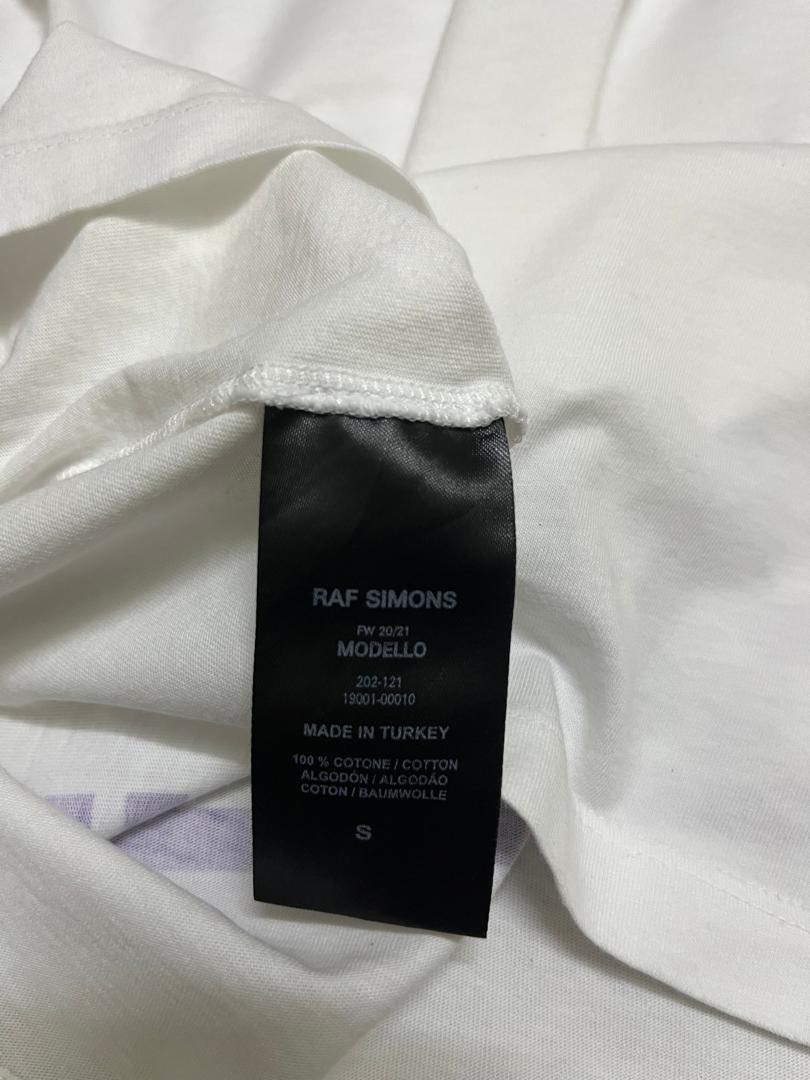 RAF SIMONS
FW 20/21
MODELLO
202-121
19001-00010
MADE IN TURKEY
100 % COTONE / COTTON
ALGODÓN / ALGODÃO
COTON / BAUMWOLLE
S